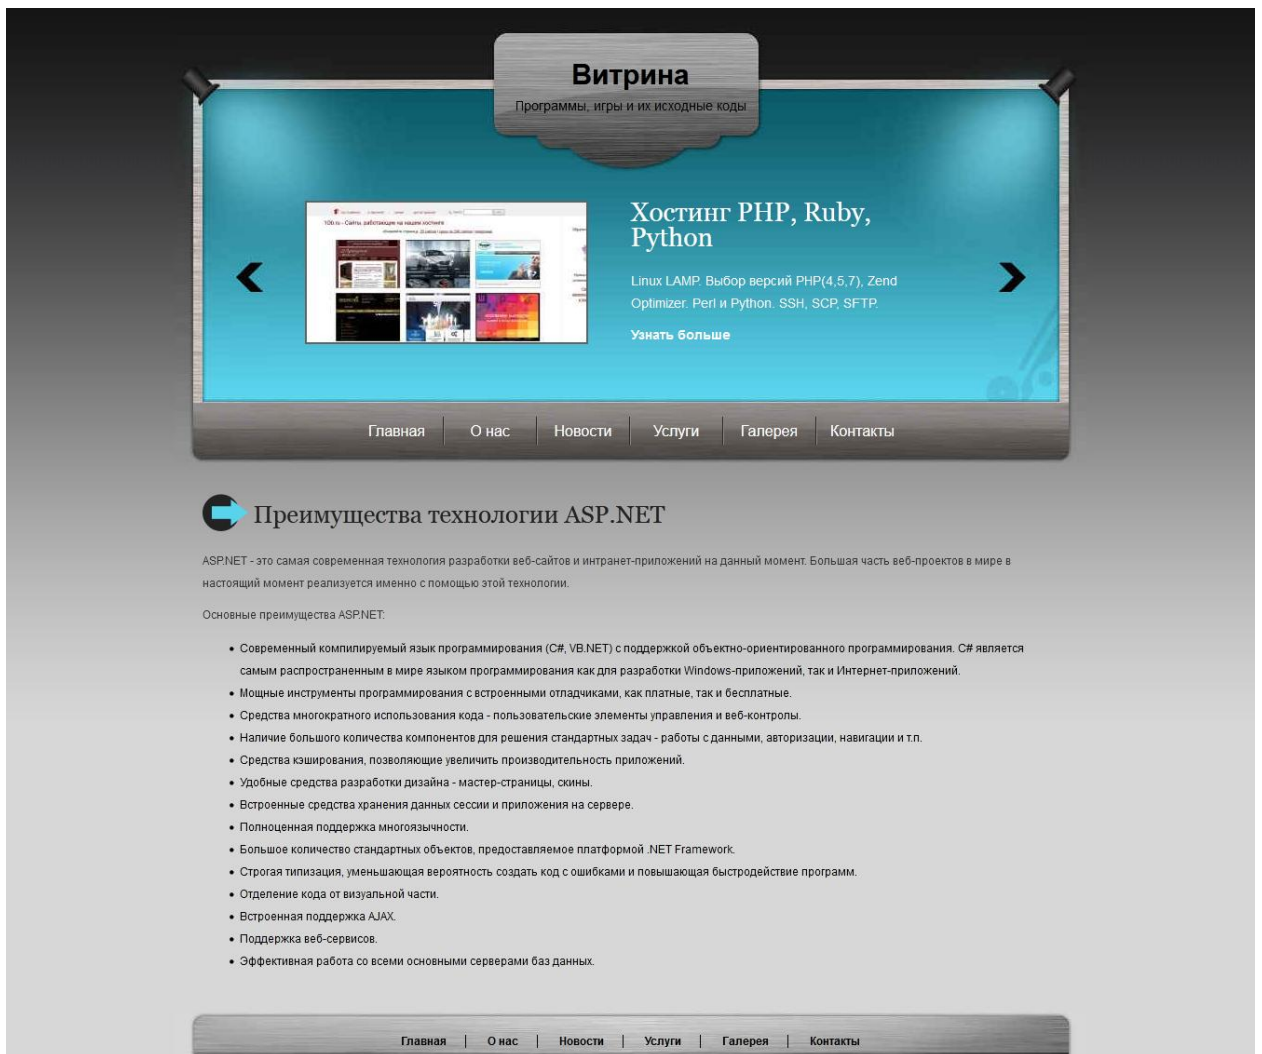 Витрина
Программы, игры и их исходные коды
Хостинг PHP, Ruby,
Python
106.ru - Сайты, работающие на нашем хостинге
Linux LAMP. Выбор версий PHP(4,5,7), Zend
Optimizer. Perl и Python. SSH, SCP, SFTP.
Узнать больше
Главная О нас Новости Услуги Галерея Контакты
Преимущества технологии ASP.NET
ASP.NET - это самая современная технология разработки веб-сайтов и интранет-приложений на данный момент. Большая часть веб-проектов в мире в
настоящий момент реализуется именно с помощью этой технологии.
Основные преимущества ASP.NET:
• Современный компилируемый язык программирования (C#, VB.NET) с поддержкой объектно-ориентированного программирования. C# является
самым распространенным в мире языком программирования как для разработки Windows-приложений, так и Интернет-приложений.
• Мощные инструменты программирования с встроенными отладчиками, как платные, так и бесплатные.
• Средства многократного использования кода - пользовательские элементы управления и веб-контролы.
• Наличие большого количества компонентов для решения стандартных задач - работы с данными, авторизации, навигации и т.п.
• Средства кэширования, позволяющие увеличить производительность приложений.
• Удобные средства разработки дизайна - мастер-страницы, скины.
• Встроенные средства хранения данных сессии и приложения на сервере.
• Полноценная поддержка многоязычности.
• Большое количество стандартных объектов, предоставляемое платформой .NET Framework.
• Строгая типизация, уменьшающая вероятность создать код с ошибками и повышающая быстродействие программ.
• Отделение кода от визуальной части.
• Встроенная поддержка AJAX.
• Поддержка веб-сервисов.
• Эффективная работа со всеми основными серверами баз данных.
Главная | О нас | Новости | Услуги | Галерея | Контакты